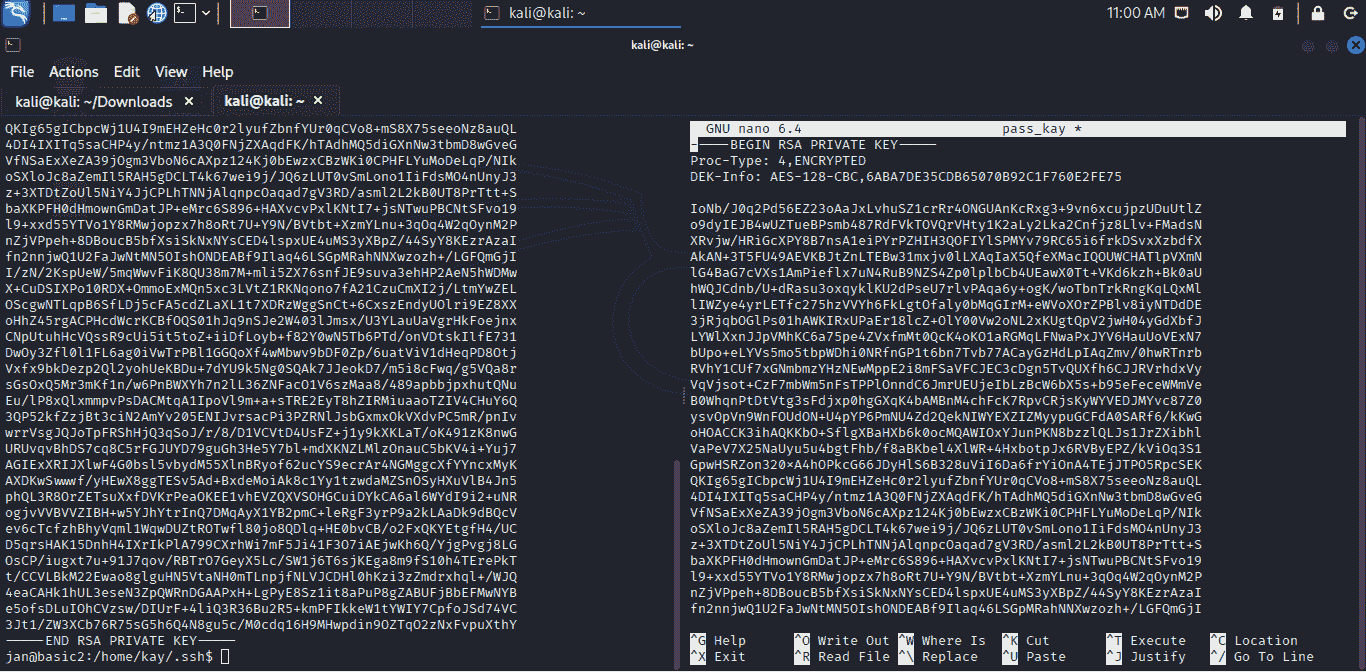 11:00 AM
kali@kali: ~
kali@kali: ~
File Actions Edit View Help
kali@kali: ~/Downloads
kali@kali: ~
QKIg65gICbpcWj1U4I9mEHZeHc0r2lyufZbnfYUr0qCVo8+mS8X75seeoNz8auQL
4DI4IXITq5saCHP4y/ntmz1A3Q0FNjZXAqdFK/hTAdhMQ5diGXnNw3tbmD8wGveG
VfNSaExXeZA39jOgm3VboN6cAXpz124Kj0bEwzxCBzWKi0CPHFLYuMoDeLqP/NIk
oSXloJc8aZemIl5RAH5gDCLT4k67wei9j/JQ6zLUT0vSmLono1IiFdsMO4nUnyJ3
z+3XTDtZoUl5NiY4JjCPLhTNNjAlqnpcOaqad7gV3RD/asml2L2kB0UT8PrTtt+S
baXKPFH0dHmownGmDatJP+eMrc6S896+HAXvcvPxlKNtI7+jsNTwuPBCNtSFvo19
l9+xxd55YTVo1Y8RMwjopzx7h8oRt7U+Y9N/BVtbt+XzmYLnu+3qOq4W2qOynM2P
nZjVPpeh+8DBoucB5bfXsiSkNxNYsCED4lspxUE4uMS3yXBpZ/44SyY8KEzrAzaI
fn2nnjwQ1U2FaJwNtMN5OIshONDEABf9Ilaq46LSGpMRahNNXwzozh+/LGFQmGjI
I/zN/2KspUeW/5mqWwvFiK8QU38m7M+mli5ZX76snfJE9suva3ehHP2AeN5hWDMw
X+CuDSIXPo10RDX+OmmoExMQn5xc3LVtZ1RKNqono7fA21CzuCmXI2j/LtmYwZEL
OScgwNTLqpB6SfLDj5cFA5cdZLaXL1t7XDRzWggSnCt+6CxszEndyUOlri9EZ8XX
oHhZ45rgACPHcdWcrKCBfOQS01hJq9nSJe2W403lJmsx/U3YLauUaVgrHkFoejnx
CNpUtuhHcVQssR9cUi5it5toZ+iiDfLoyb+f82Y0wN5Tb6PTd/onVDtskIlfE731
DwOy3Zfl0l1FL6ag0iVwTrPBl1GGQoXf4wMbwv9bDF0Zp/6uatViV1dHeqPD8Otj
Vxfx9bkDezp2Ql2yohUeKBDu+7dYU9k5Ng0SQAk7JJeokD7/m5i8cFwq/g5VQa8r
sGsOxQ5Mr3mKf1n/w6PnBWXYh7n2lL36ZNFacO1V6szMaa8/489apbbjpxhutQNu
Eu/lP8xQlxmmpvPsDACMtqA1IpoVl9m+a+sTRE2EyT8hZIRMiuaaoTZIV4CHuY6Q
3QP52kfZzjBt3ciN2AmYv205ENIJvrsacPi3PZRNlJsbGxmxOkVXdvPC5mR/pnIv
wrrVsgJQJoTpFRShHjQ3qSoJ/r/8/D1VCVtD4UsFZ+j1y9kXKLaT/oK491zK8nwG
URUvqvBhDS7cq8C5rFGJUYD79guGh3He5Y7bl+mdXKNZLMlzOnauC5bKV4i+Yuj7
AGIExXRIJXlwF4G0bsl5vbydM55XlnBRyof62ucYS9ecrAr4NGMggcXfYYncxMyK
AXDKwSwwwf/yHEwX8ggTESv5Ad+BxdeMoiAk8c1Yy1tzwdaMZSnOSyHXuVlB4Jn5
phQL3R8OrZETsuXxfDVKrPeaOKEE1vhEVZQXVSOHGCuiDYkCA6al6WYdI9i2+uNR
ogjvVVBVVZIBH+w5YJhYtrInQ7DMqAyX1YB2pmC+leRgF3yrP9a2kLAaDk9dBQcV
ev6cTcfzhBhyVqml1WqwDUZtROTwfl80jo8QDlq+HE0bvCB/o2FxQKYEtgfH4/UC
D5qrsHAK15DnhH4IXrIkPlA799CXrhWi7mF5Ji41F3O7iAEjwKh6Q/YjgPvgj8LG
OsCP/iugxt7u+91J7qov/RBTrO7GeyX5Lc/SW1j6T6sjKEga8m9fS10h4TErePkT
t/CCVLBkM22Ewao8glguHN5VtaNH0mTLnpjfNLVJCDHl0hKzi3zZmdrxhql+/WJQ
4eaCAHk1hUL3eseN3ZpQWRnDGAAPxH+LgPyE8Sz1it8aPuP8gZABUFjBbEFMwNYB
e5ofsDLuIOhCVzsw/DIUrF+4liQ3R36Bu2R5+kmPFIkkeW1tYWIY7CpfoJSd74VC
3Jt1/ZW3XCb76R75sG5h6Q4N8gu5c/M0cdq16H9MHwpdin9OZTqO2zNxFvpuXthY
-----END RSA PRIVATE KEY-----
jan@basic2:/home/kay/.ssh$
GNU nano 6.4 pass_kay *
-----BEGIN RSA PRIVATE KEY-----
Proc-Type: 4,ENCRYPTED
DEK-Info: AES-128-CBC,6ABA7DE35CDB65070B92C1F760E2FE75
IoNb/J0q2Pd56EZ23oAaJxLvhuSZ1crRr4ONGUAnKcRxg3+9vn6xcujpzUDuUtlZ
o9dyIEJB4wUZTueBPsmb487RdFVkTOVQrVHty1K2aLy2Lka2Cnfjz8Llv+FMadsN
XRvjw/HRiGcXPY8B7nsA1eiPYrPZHIH3QOFIYlSPMYv79RC65i6frkDSvxXzbdfX
AkAN+3T5FU49AEVKBJtZnLTEBw31mxjv0lLXAqIaX5QfeXMacIQOUWCHATlpVXmN
lG4BaG7cVXs1AmPieflx7uN4RuB9NZS4Zp0lplbCb4UEawX0Tt+VKd6kzh+Bk0aU
hWQJCdnb/U+dRasu3oxqyklKU2dPseU7rlvPAqa6y+ogK/woTbnTrkRngKqLQxMl
lIWZye4yrLETfc275hzVVYh6FkLgtOfaly0bMqGIrM+eWVoXOrZPBlv8iyNTDdDE
3jRjqbOGlPs01hAWKIRxUPaEr18lcZ+OlY00Vw2oNL2xKUgtQpV2jwH04yGdXbfJ
LYWlXxnJJpVMhKC6a75pe4ZVxfmMt0QcK4oKO1aRGMqLFNwaPxJYV6HauUoVExN7
bUpo+eLYVs5mo5tbpWDhi0NRfnGP1t6bn7Tvb77ACayGzHdLpIAqZmv/0hwRTnrb
RVhY1CUf7xGNmbmzYHzNEwMppE2i8mFSaVFCJEC3cDgn5TvQUXfh6CJJRVrhdxVy
VqVjsot+CzF7mbWm5nFsTPPlOnndC6JmrUEUjeIbLzBcW6bX5s+b95eFeceWMmVe
B0WhqnPtDtVtg3sFdjxp0hgGXqK4bAMBnM4chFcK7RpvCRjsKyWYVEDJMYvc87Z0
ysvOpVn9WnFOUdON+U4pYP6PmNU4Zd2QekNIWYEXZIZMyypuGCFdA0SARf6/kKwG
oHOACCK3ihAQKKbO+SflgXBaHXb6k0ocMQAWIOxYJunPKN8bzzlQLJs1JrZXibhl
VaPeV7X25NaUyu5u4bgtFhb/f8aBKbel4XlWR+4HxbotpJx6RVByEPZ/kViOq3S1
GpwHSRZon320×A4hOPkcG66JDyHlS6B328uViI6Da6frYiOnA4TEjJTPO5RpcSEK
QKIg65gICbpcWj1U4I9mEHZeHc0r2lyufZbnfYUr0qCVo8+mS8X75seeoNz8auQL
4DI4IXITq5saCHP4y/ntmz1A3Q0FNjZXAqdFK/hTAdhMQ5diGXnNw3tbmD8wGveG
VfNSaExXeZA39jOgm3VboN6cAXpz124Kj0bEwzxCBzWKi0CPHFLYuMoDeLqP/NIk
oSXloJc8aZemIl5RAH5gDCLT4k67wei9j/JQ6zLUT0vSmLono1IiFdsMO4nUnyJ3
z+3XTDtZoUl5NiY4JjCPLhTNNjAlqnpcOaqad7gV3RD/asml2L2kB0UT8PrTtt+S
baXKPFH0dHmownGmDatJP+eMrc6S896+HAXvcvPxlKNtI7+jsNTwuPBCNtSFvo19
l9+xxd55YTVo1Y8RMwjopzx7h8oRt7U+Y9N/BVtbt+XzmYLnu+3qOq4W2qOynM2P
nZjVPpeh+8DBoucB5bfXsiSkNxNYsCED4lspxUE4uMS3yXBpZ/44SyY8KEzrAzaI
fn2nnjwQ1U2FaJwNtMN5OIshONDEABf9Ilaq46LSGpMRahNNXwzozh+/LGFQmGjI
^G Help ^O Write Out ^W Where Is ^K Cut ^T Execute ^C Location
^X Exit ^R Read File ^\ Replace ^U Paste ^J Justify ^/ Go To Line